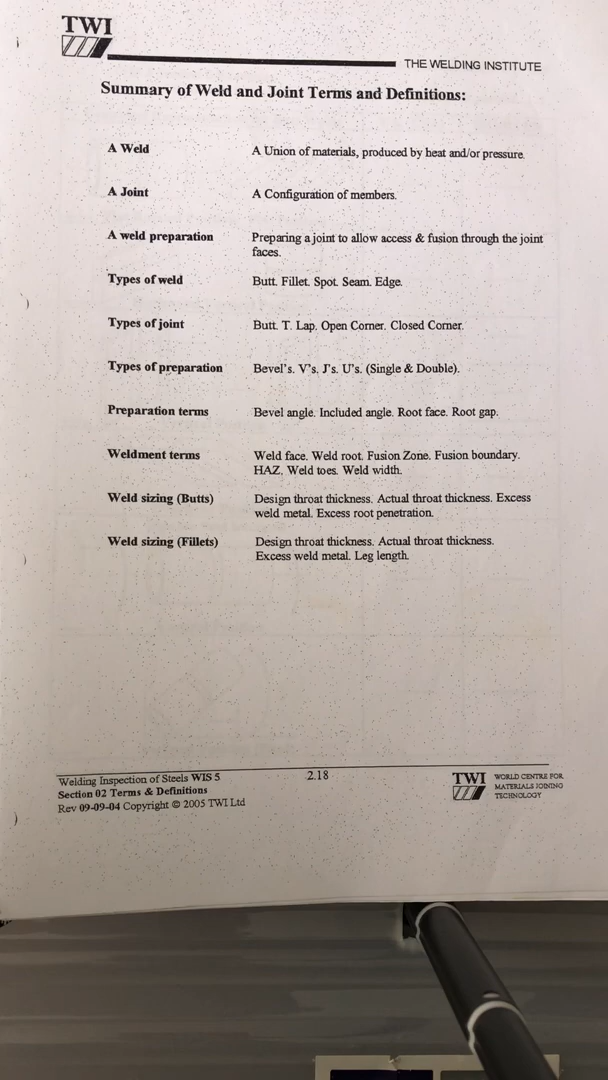 TWI
THE WELDING INSTITUTE
Summary of Weld and Joint Terms and Definitions:
A Weld A Union of materials, produced by heat and/or pressure.
A Joint A Configuration of members.
A weld preparation Preparing a joint to allow access & fusion through the joint
faces.
Types of weld Butt. Fillet. Spot. Seam. Edge.
Types of joint Butt. T. Lap. Open Corner. Closed Corner.
Types of preparation Bevel's. V's. J's. U's. (Single & Double).
Preparation terms Bevel angle. Included angle. Root face. Root gap.
Weldment terms Weld face. Weld root. Fusion Zone. Fusion boundary.
HAZ. Weld toes. Weld width.
Weld sizing (Butts) Design throat thickness. Actual throat thickness. Excess
weld metal. Excess root penetration.
Weld sizing (Fillets) Design throat thickness. Actual throat thickness.
Excess weld metal. Leg length.
Welding Inspection of Steels WIS 5
Section 02 Terms & Definitions
Rev 09-09-04 Copyright © 2005 TWI Ltd
2.18
TWI
WORLD CENTRE FOR
MATERIALS JOINING
TECHNOLOGY